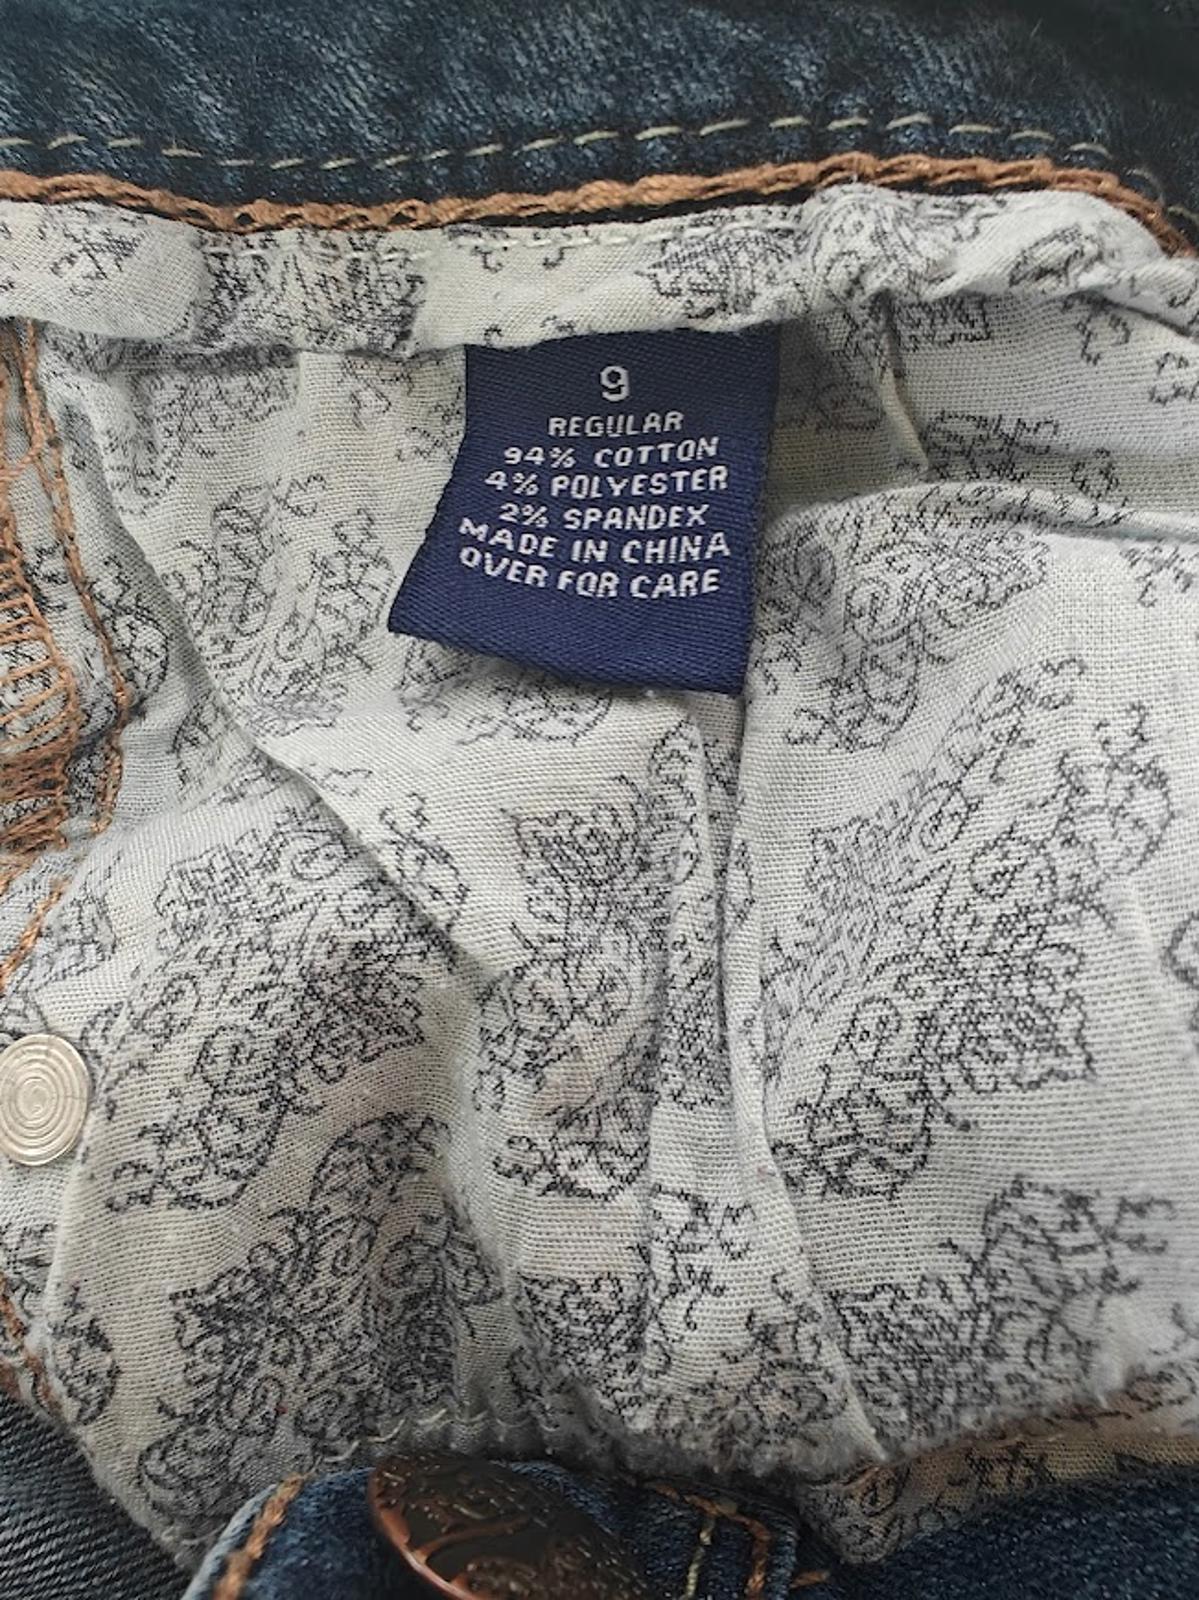 9
REGULAR
94% COTTON
4% POLYESTER
2% SPANDEX
MADE IN CHINA
OVER FOR CARE